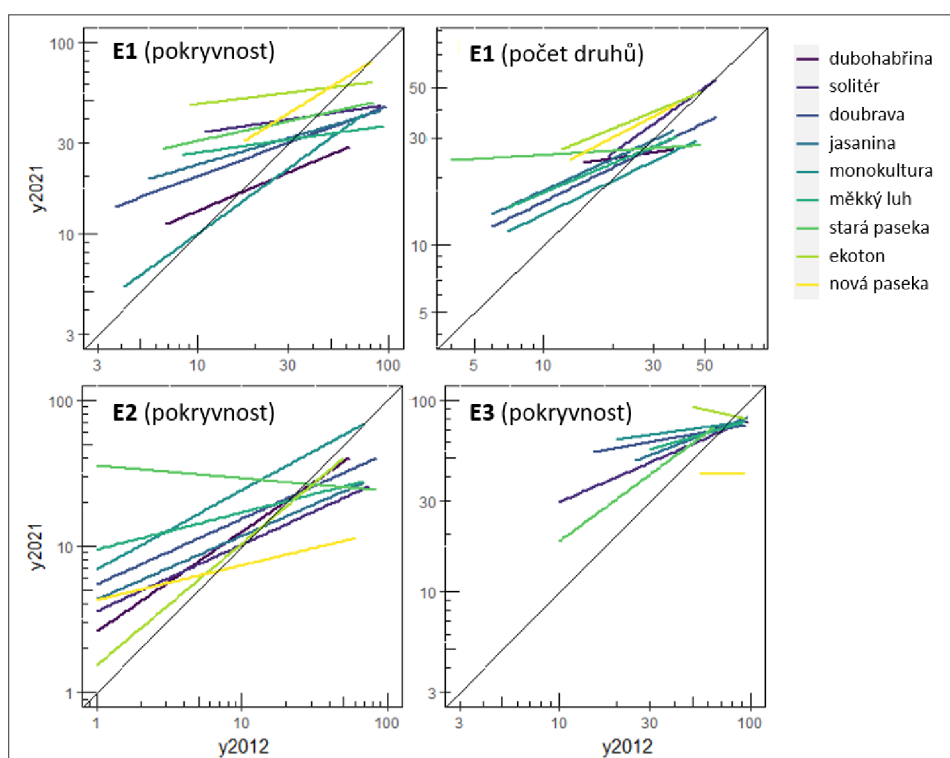 E1 (pokryvnost)
100
30
10
3
3
10
30
100
y2021
E1 (počet druhů)
50
30
10
5
5
10
30
50
dubohabřina
solitér
doubrava
jasanina
monokultura
měkký luh
stará paseka
ekoton
nová paseka
E2 (pokryvnost)
100
10
1
1
10
100
y2021
y2012
E3 (pokryvnost)
100
30
10
3
3
10
30
100
y2012